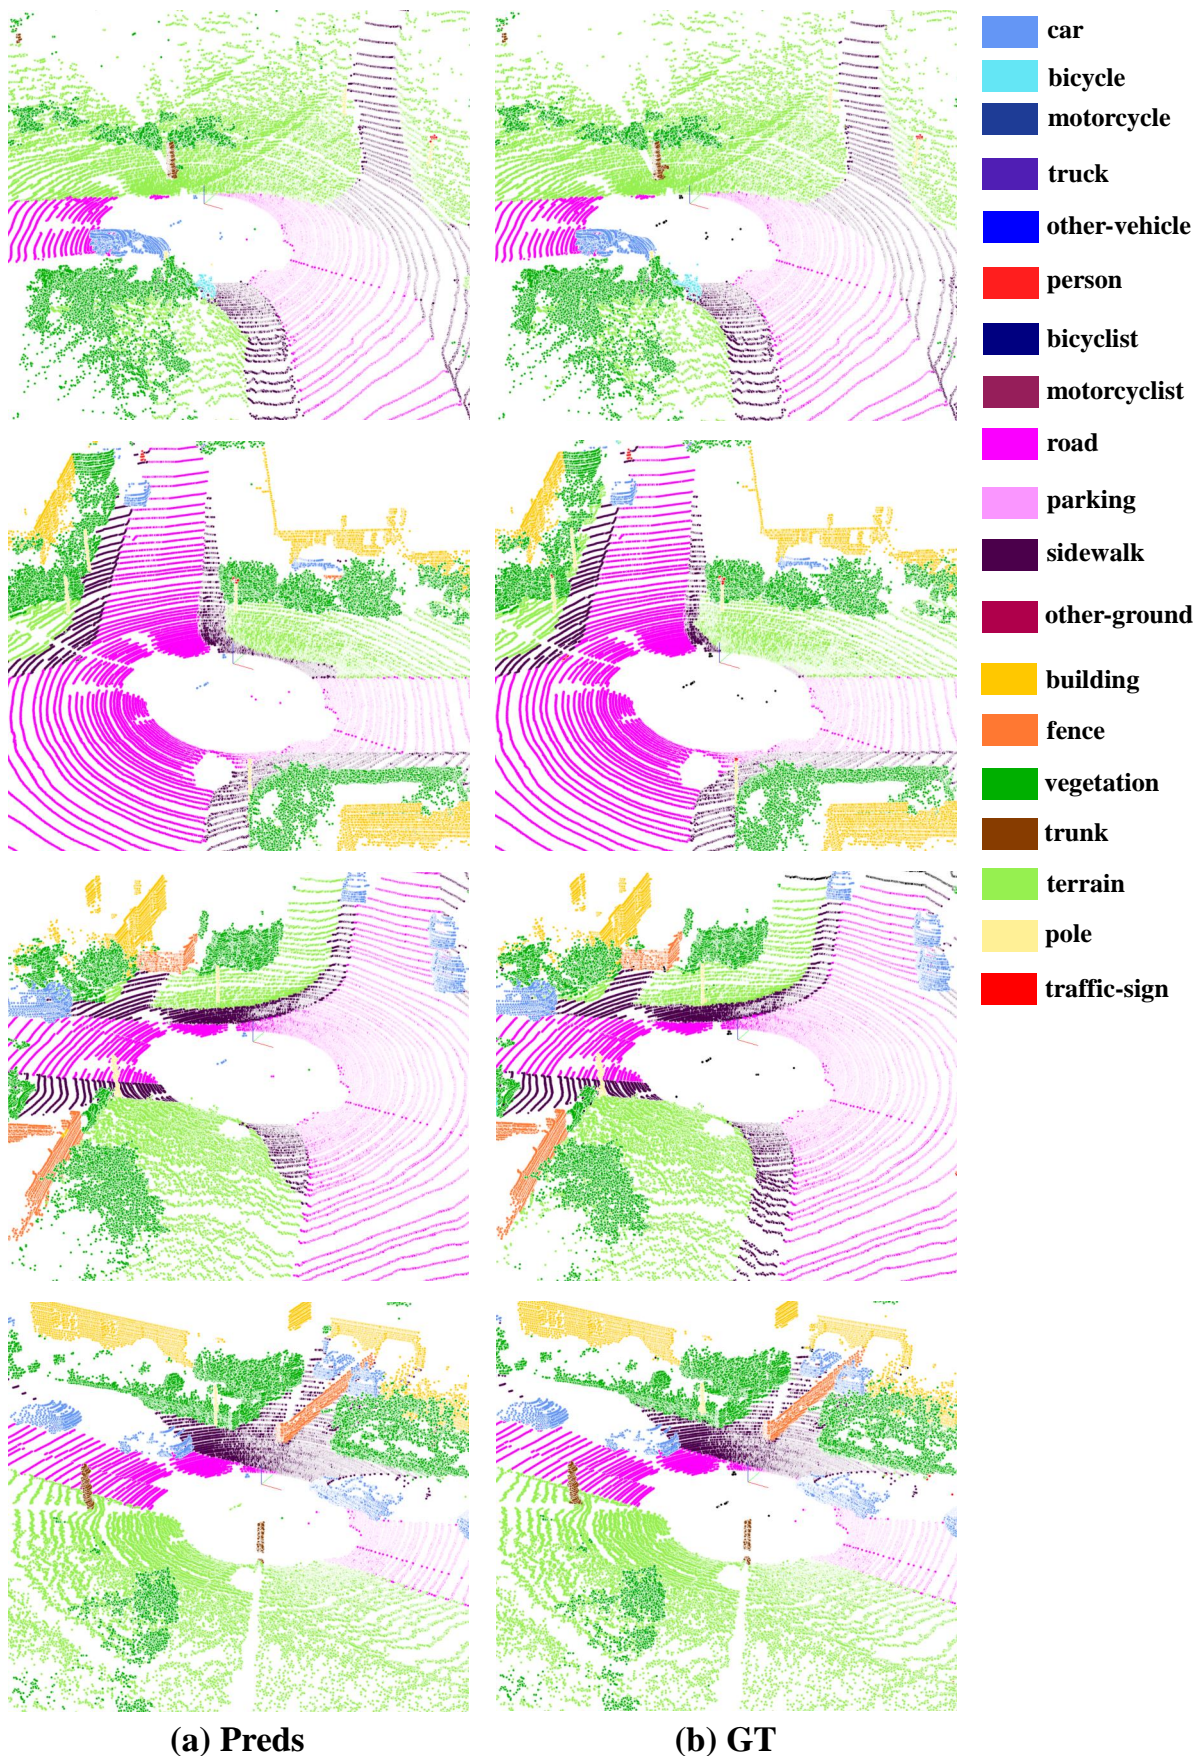 car
bicycle
motorcycle
truck
other-vehicle
person
bicyclist
motorcyclist
road
parking
sidewalk
other-ground
building
fence
vegetation
trunk
terrain
pole
traffic-sign
(a) Preds
(b) GT